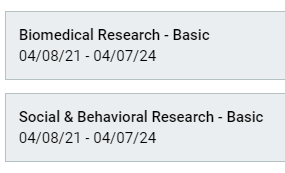 Biomedical Research - Basic
04/08/21 - 04/07/24
Social & Behavioral Research - Basic
04/08/21 - 04/07/24